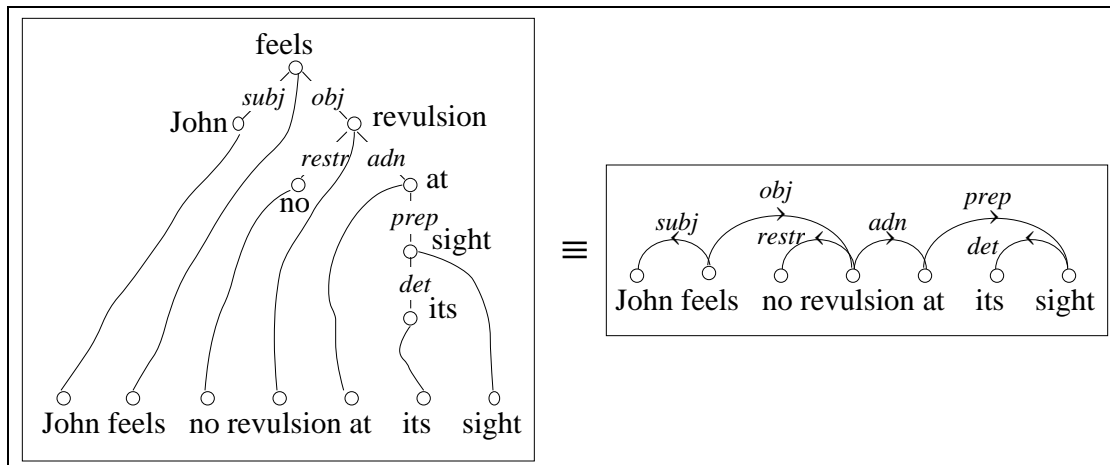 feels
subj obj
John revulsion
restr adn
no at
prep
sight
det
its
John feels no revulsion at its sight
≡
obj prep
subj restr adn det
John feels no revulsion at its sight